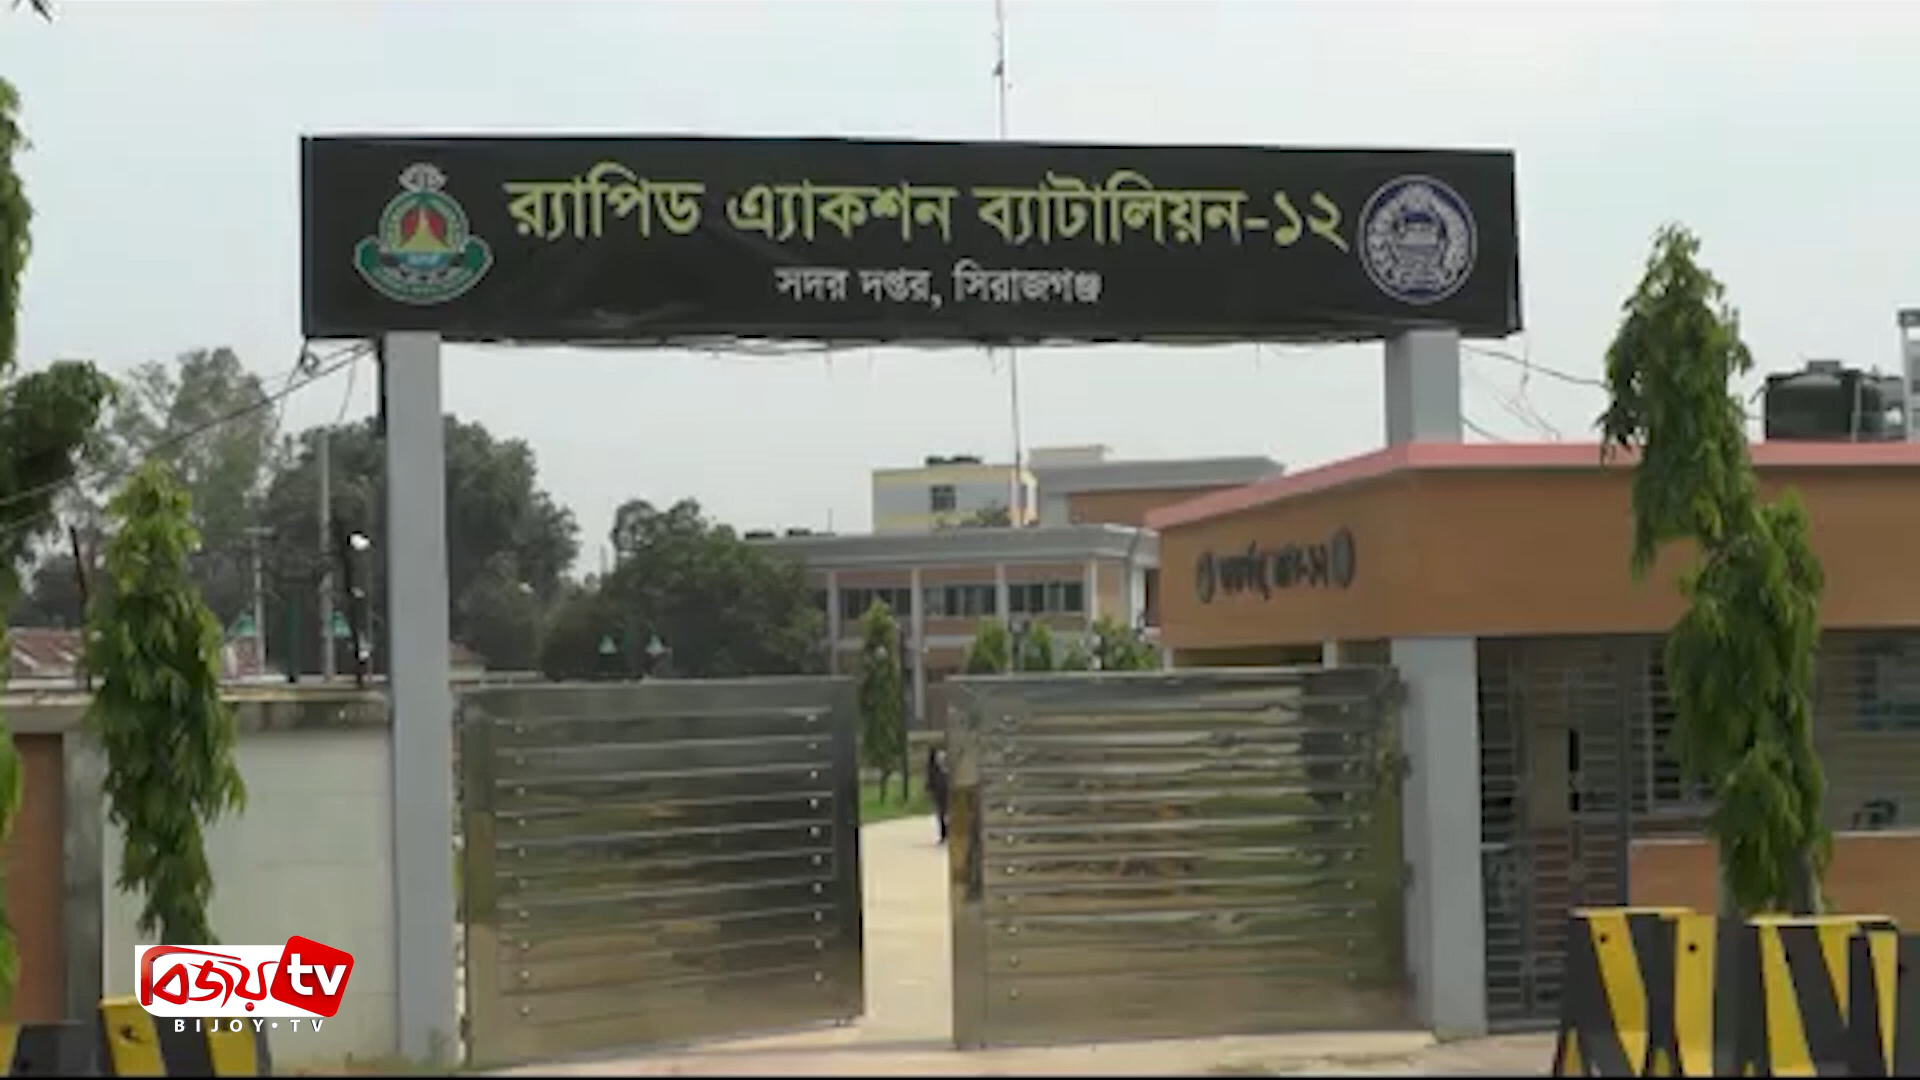 র‍্যাপিড এ্যাকশন ব্যাটালিয়ন-১২
সদর দপ্তর, সিরাজগঞ্জ
বিজয় tv
BIJOY•TV